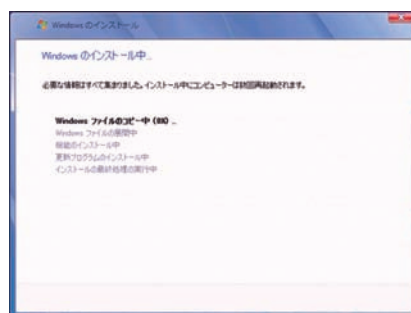 Windows のインストール
Windows のインストール中...
必要な情報はすべて集まりました。インストール中にコンピューターは数回再起動されます。
Windows ファイルのコピー中 (0%) ...
Windows ファイルの展開中
機能のインストール中
更新プログラムのインストール中
インストールの最終処理の実行中